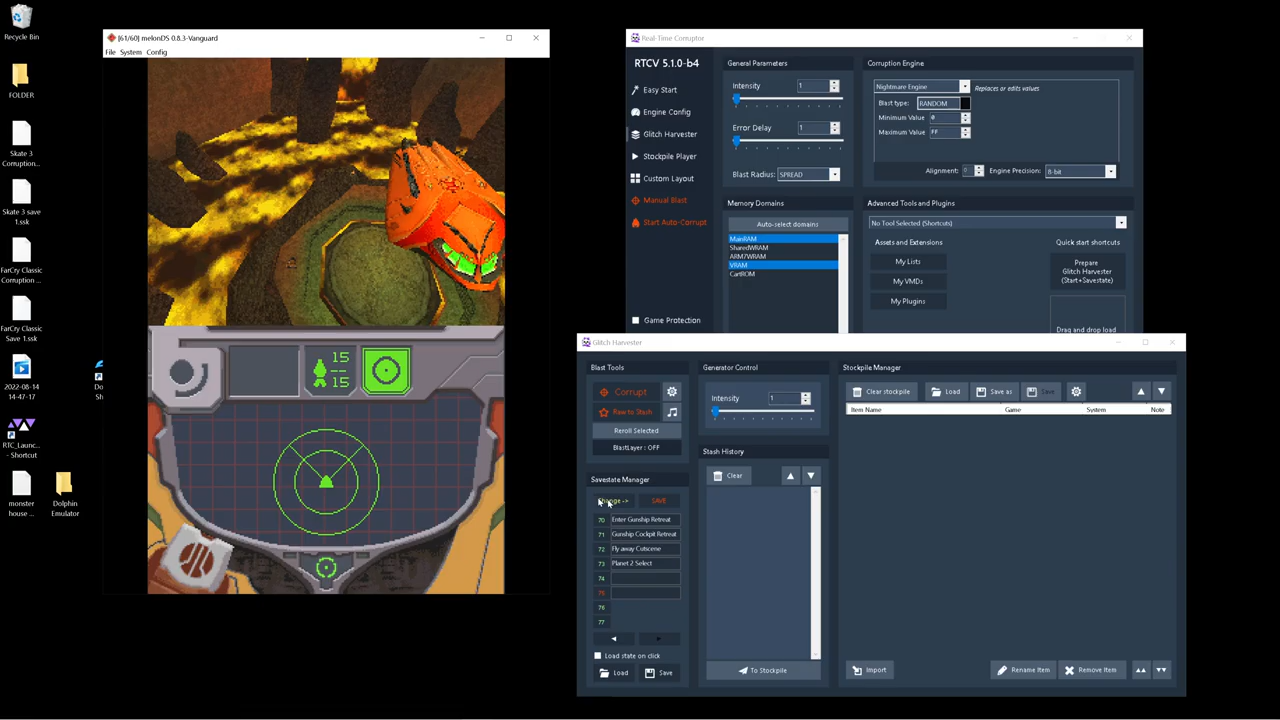 Recycle Bin
FOLDER
Skate 3
Corruption...
Skate 3 save
1.ssk
FarCry Classic
Corruption ...
FarCry Classic
Save 1.ssk
2022-08-14
14-47-17
Do
Sh
RTC_Launc...
- Shortcut
monster
house ...
Dolphin
Emulator
[61/60] melonDS 0.8.3-Vanguard
File System Config
15
15
Real-Time Corruptor
RTCV 5.1.0-b4
Easy Start
Engine Config
Glitch Harvester
Stockpile Player
Custom Layout
Manual Blast
Start Auto-Corrupt
General Parameters
Intensity 1
Error Delay 1
Blast Radius: SPREAD
Memory Domains
Auto-select domains
MainRAM
SharedWRAM
ARM7WRAM
VRAM
CartROM
Game Protection
Corruption Engine
Nightmare Engine Replaces or edits values
Blast type: RANDOM
Minimum Value 0
Maximum Value FF
Alignment: 0 Engine Precision: 8-bit
Advanced Tools and Plugins
No Tool Selected (Shortcuts)
Assets and Extensions
My Lists
My VMDs
My Plugins
Quick start shortcuts
Prepare
Glitch Harvester
(Start+Savestate)
Drag and drop load
Glitch Harvester
Blast Tools
Corrupt
Raw to Stash
Reroll Selected
BlastLayer : OFF
Savestate Manager
Change -> SAVE
70 Enter Gunship Retreat
71 Gunship Cockpit Retreat
72 Fly away Cutscene
73 Planet 2 Select
74
75
76
77
Load state on click
Load Save
Generator Control
Intensity 1
Stash History
Clear
To Stockpile
Stockpile Manager
Clear stockpile Load Save as Save
Item Name Game System Note
Import Rename Item Remove Item